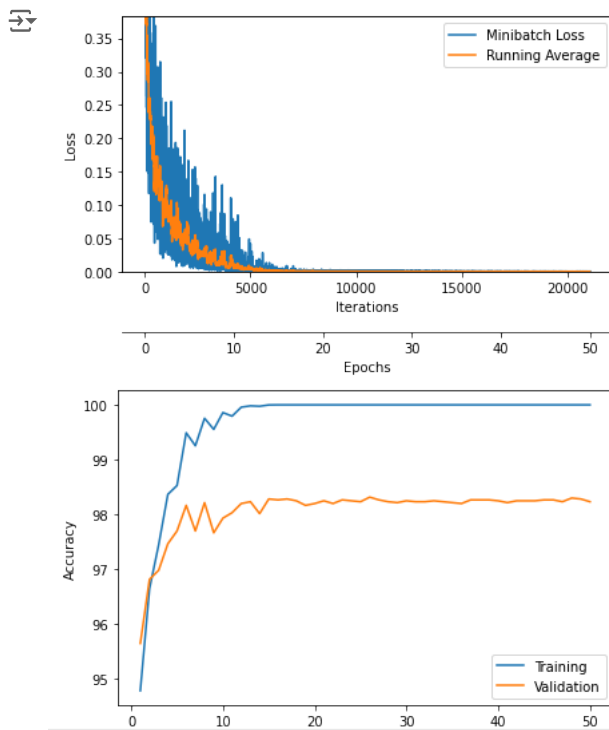 0.35
0.30
0.25
0.20
0.15
0.10
0.05
0.00
Loss
Minibatch Loss
Running Average
0 5000 10000 15000 20000
Iterations
0 10 20 30 40 50
Epochs
100
99
98
97
96
95
Accuracy
Training
Validation
0 10 20 30 40 50